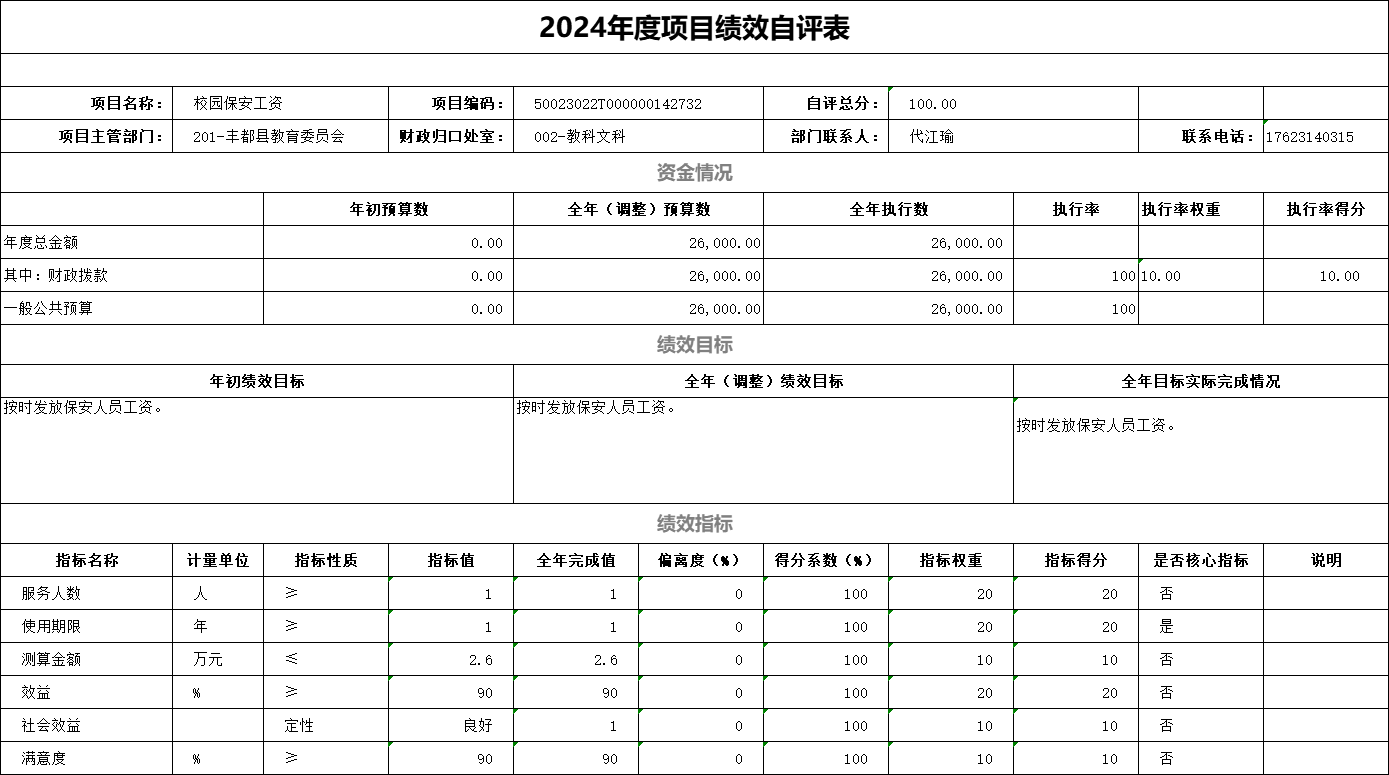 2024年度项目绩效自评表
项目名称： 校园保安工资 项目编码： 50023022T000000142732 自评总分： 100.00
项目主管部门： 201-丰都县教育委员会 财政归口处室： 002-教科文科 部门联系人： 代江瑜 联系电话： 17623140315
资金情况
年初预算数 全年（调整）预算数 全年执行数 执行率 执行率权重 执行率得分
年度总金额 0.00 26,000.00 26,000.00
其中：财政拨款 0.00 26,000.00 26,000.00 100 10.00 10.00
一般公共预算 0.00 26,000.00 26,000.00 100
绩效目标
年初绩效目标 全年（调整）绩效目标 全年目标实际完成情况
按时发放保安人员工资。 按时发放保安人员工资。 按时发放保安人员工资。
绩效指标
指标名称 计量单位 指标性质 指标值 全年完成值 偏离度（%） 得分系数（%） 指标权重 指标得分 是否核心指标 说明
服务人数 人 ≥ 1 1 0 100 20 20 否
使用期限 年 ≥ 1 1 0 100 20 20 是
测算金额 万元 ≤ 2.6 2.6 0 100 10 10 否
效益 % ≥ 90 90 0 100 20 20 否
社会效益 定性 良好 1 0 100 10 10 否
满意度 % ≥ 90 90 0 100 10 10 否